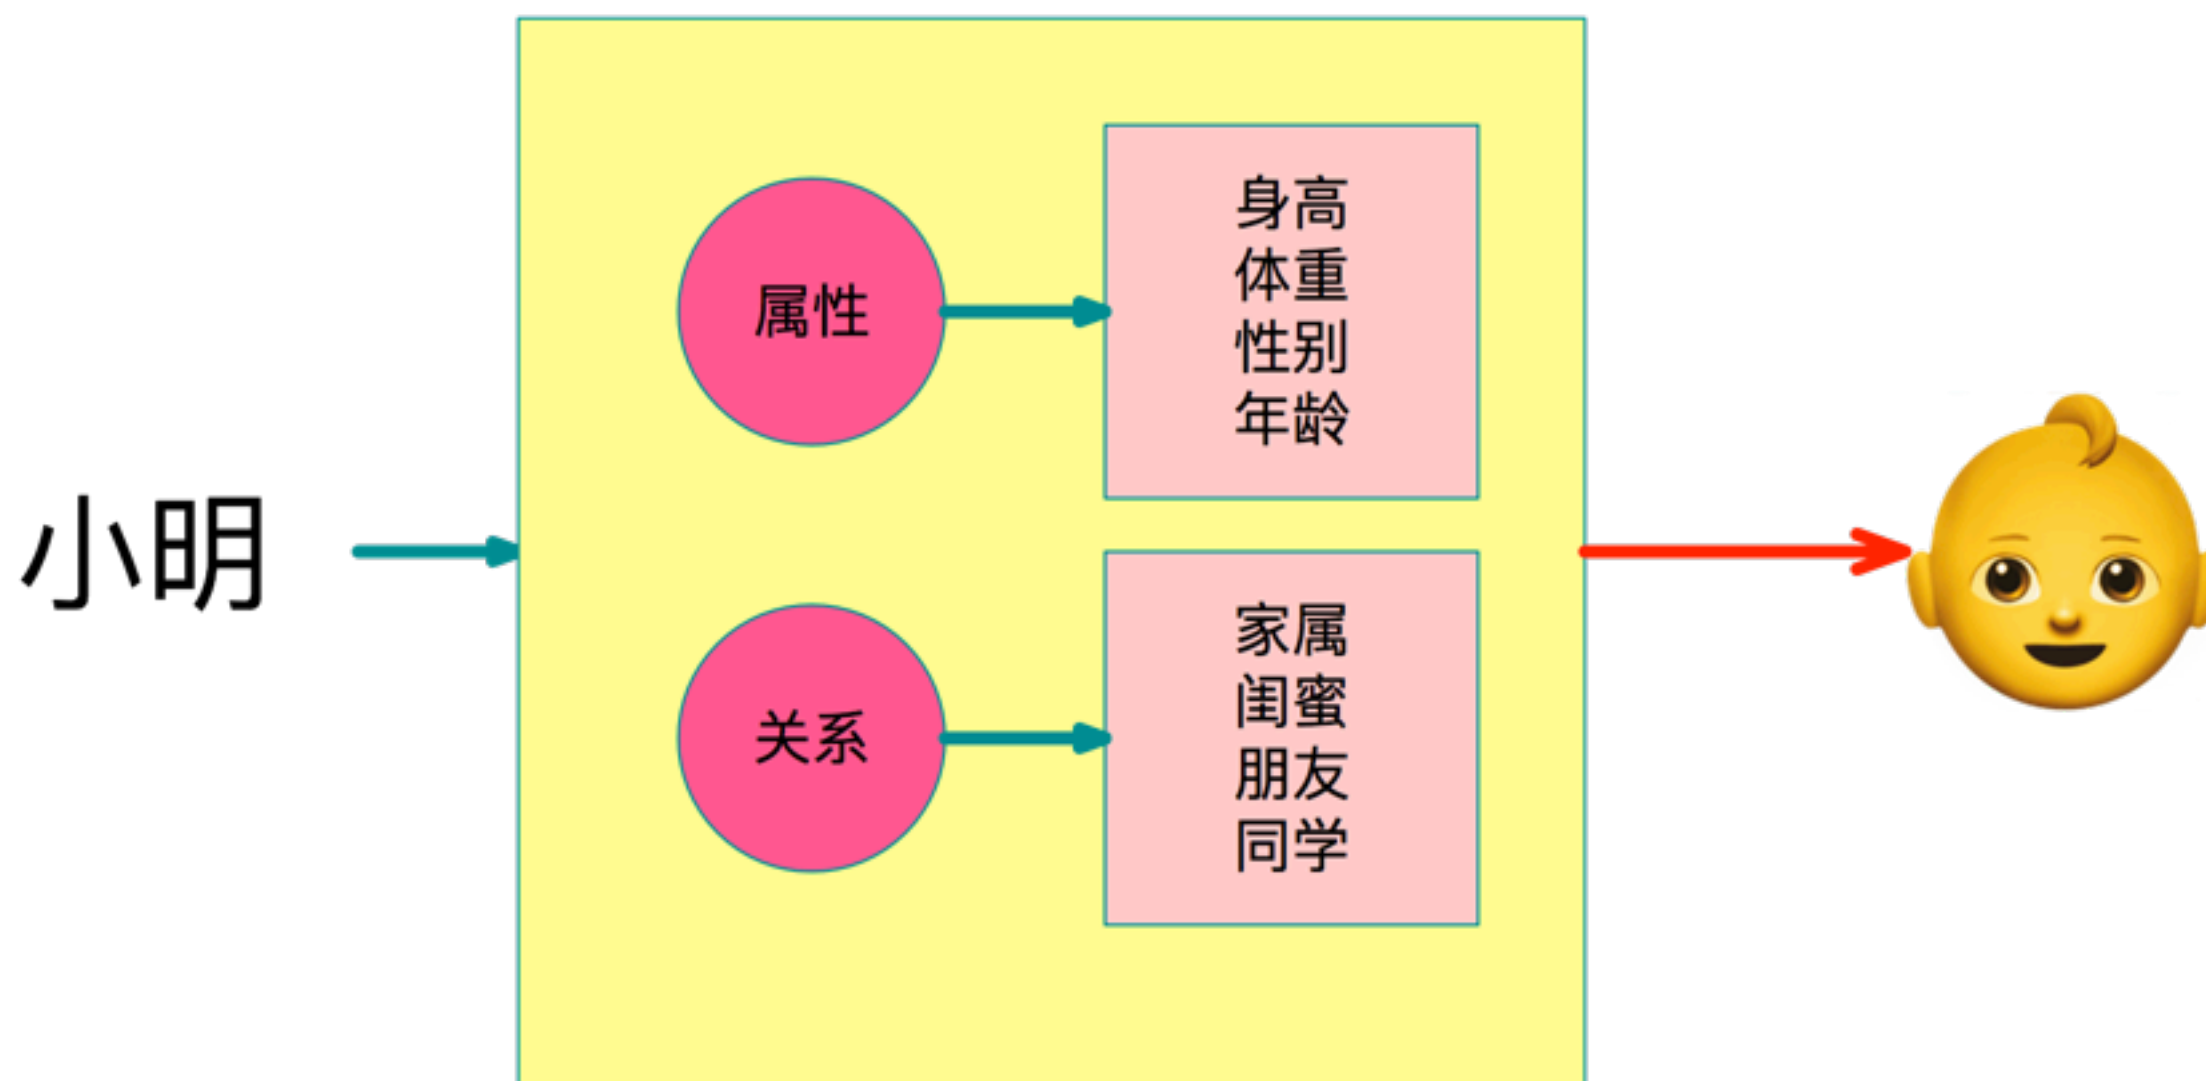 小明
属性
身高
体重
性别
年龄
关系
家属
闺蜜
朋友
同学